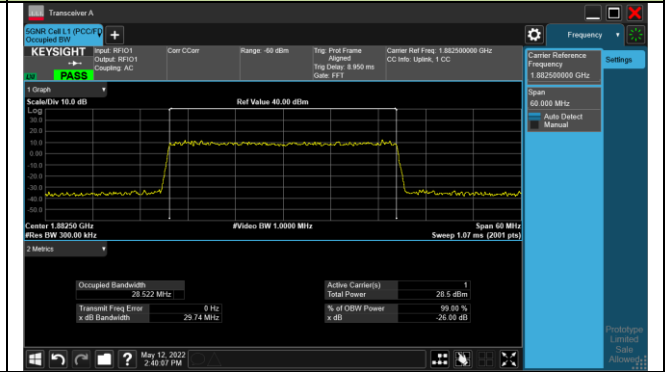 Transceiver A
5GNR Cell L1 (PCC/FD
Occupied BW
Frequency
KEYSIGHT
PASS
Input: RFIO1
Output: RFIO1
Coupling: AC
Corr CCorr
Range: -60 dBm
Trig: Prot Frame
Aligned
Trig Delay: 8.950 ms
Gate: FFT
Carrier Ref Freq: 1.882500000 GHz
CC Info: Uplink, 1 CC
Carrier Reference
Frequency
1.882500000 GHz
Settings
Span
60.000 MHz
Auto Detect
Manual
1 Graph
Scale/Div 10.0 dB
Ref Value 40.00 dBm
Log
30.0
20.0
10.0
0.00
-10.0
-20.0
-30.0
-40.0
-50.0
Center 1.88250 GHz
#Video BW 1.0000 MHz
Span 60 MHz
#Res BW 300.00 kHz
Sweep 1.07 ms (2001 pts)
2 Metrics
Occupied Bandwidth
28.522 MHz
Active Carrier(s) 1
Total Power 28.5 dBm
Transmit Freq Error 0 Hz
x dB Bandwidth 29.74 MHz
% of OBW Power 99.00 %
x dB -26.00 dB
Prototype
Limited
Sale
Allowed
?
May 12, 2022
2:40:07 PM